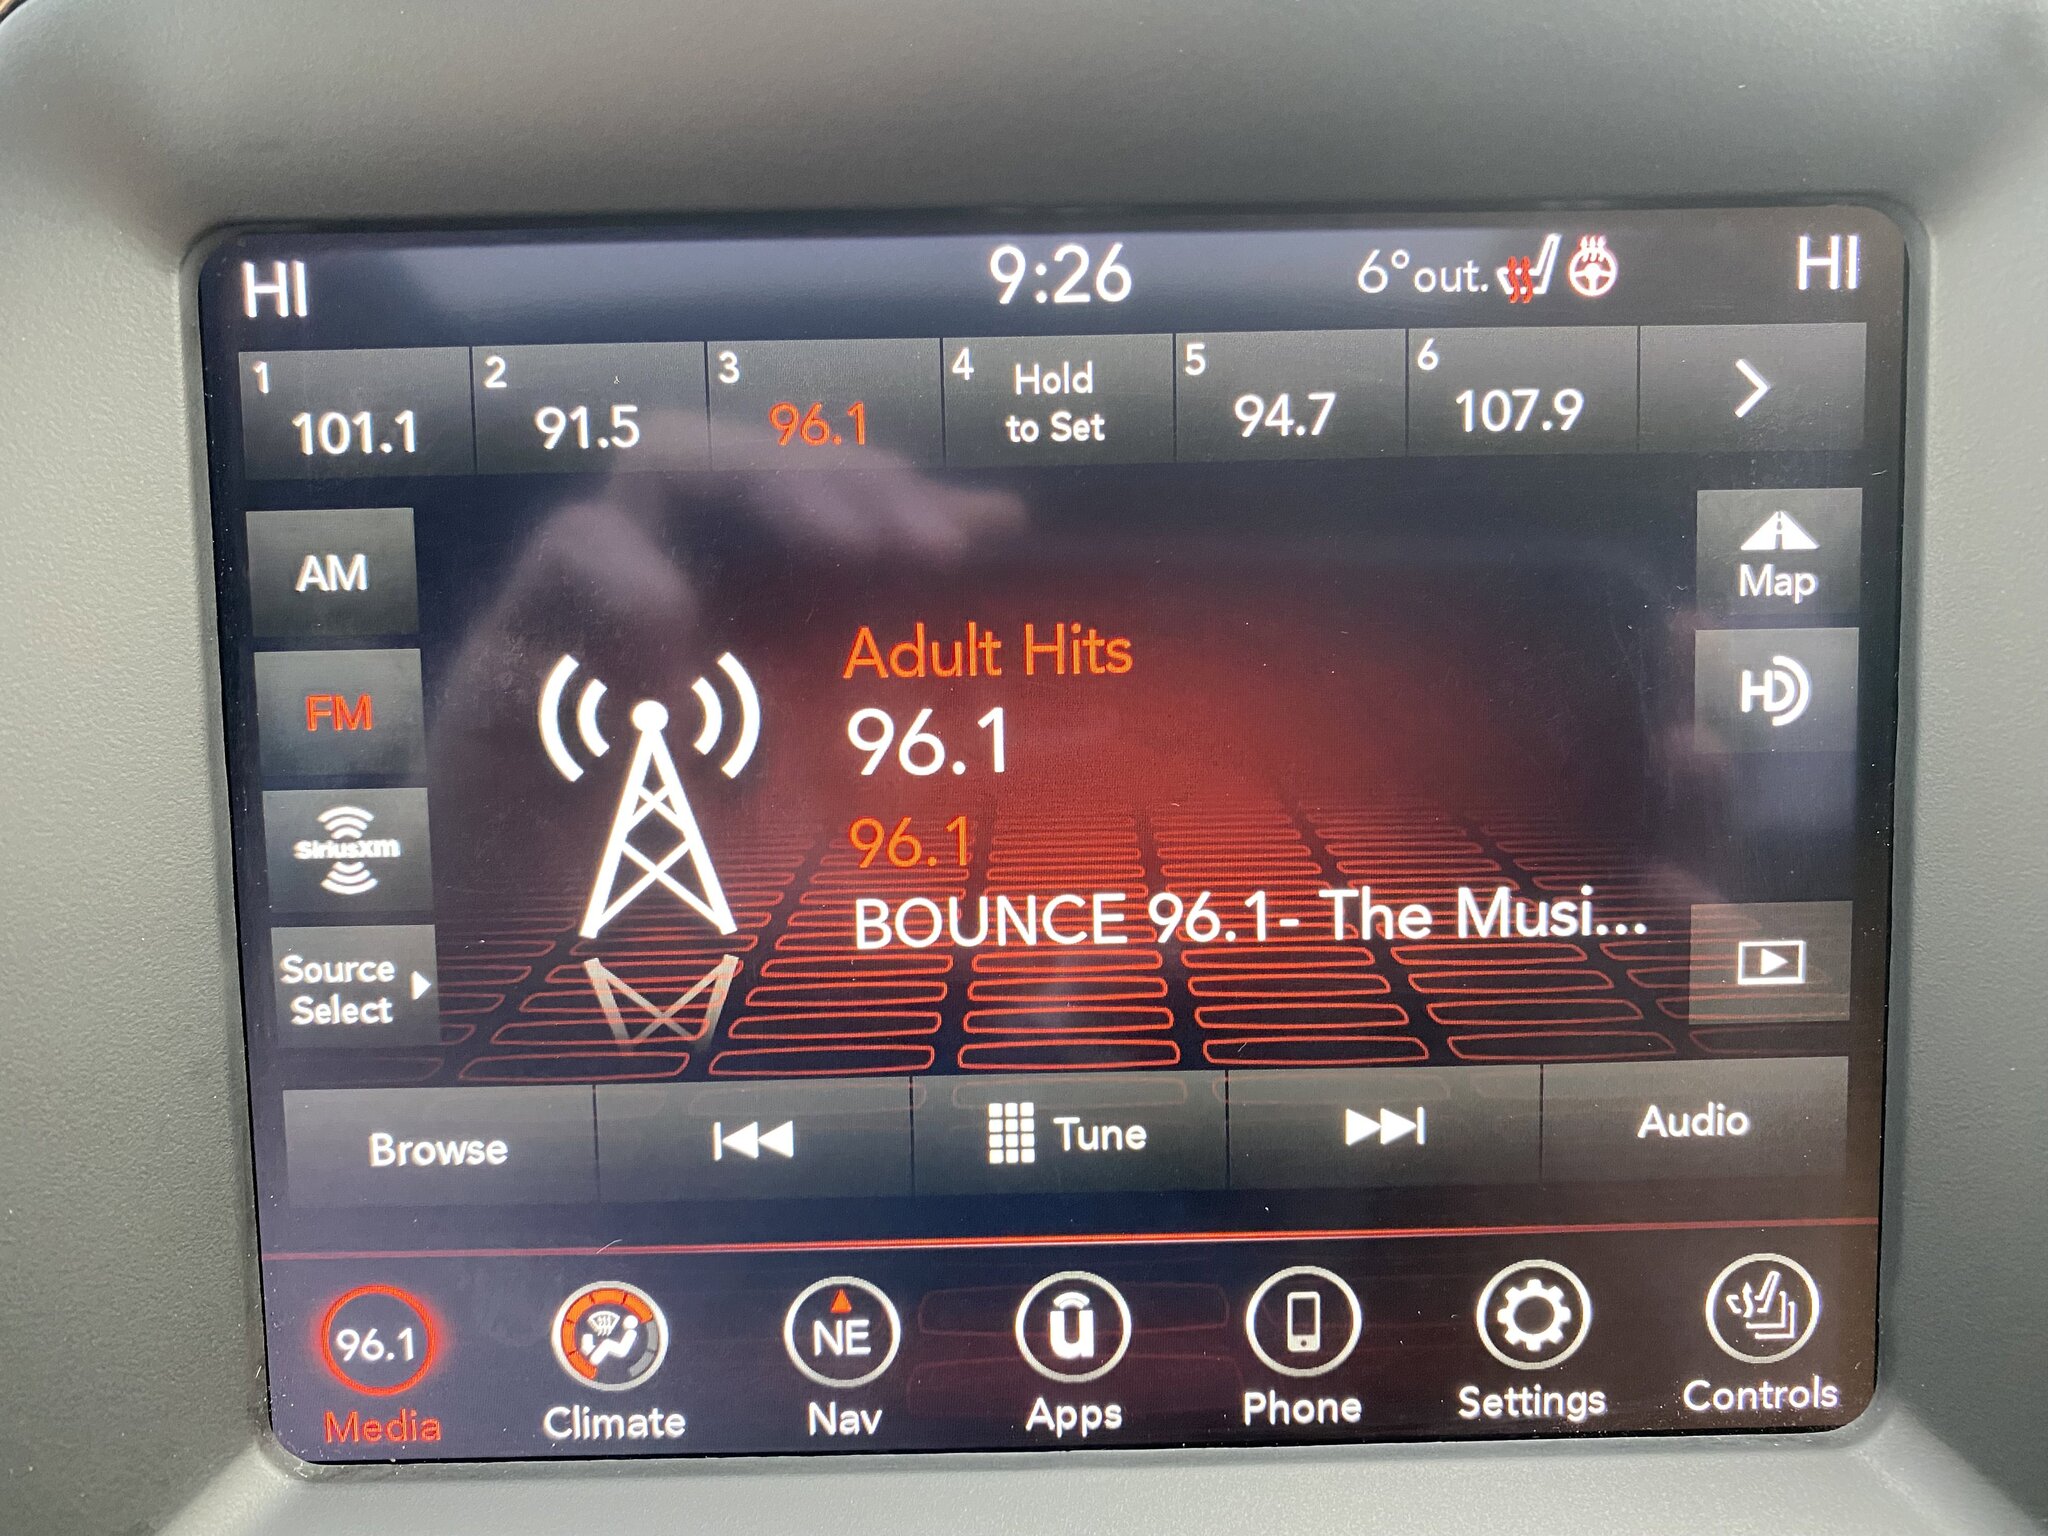 HI 9:26 6° out. HI
1 2 3 4 5 6
101.1 91.5 96.1 Hold to Set 94.7 107.9
AM
Map
FM
HD
SiriusXM
Source
Select
Adult Hits
96.1
96.1
BOUNCE 96.1- The Musi...
Browse Tune Audio
96.1 NE u
Media Climate Nav Apps Phone Settings Controls